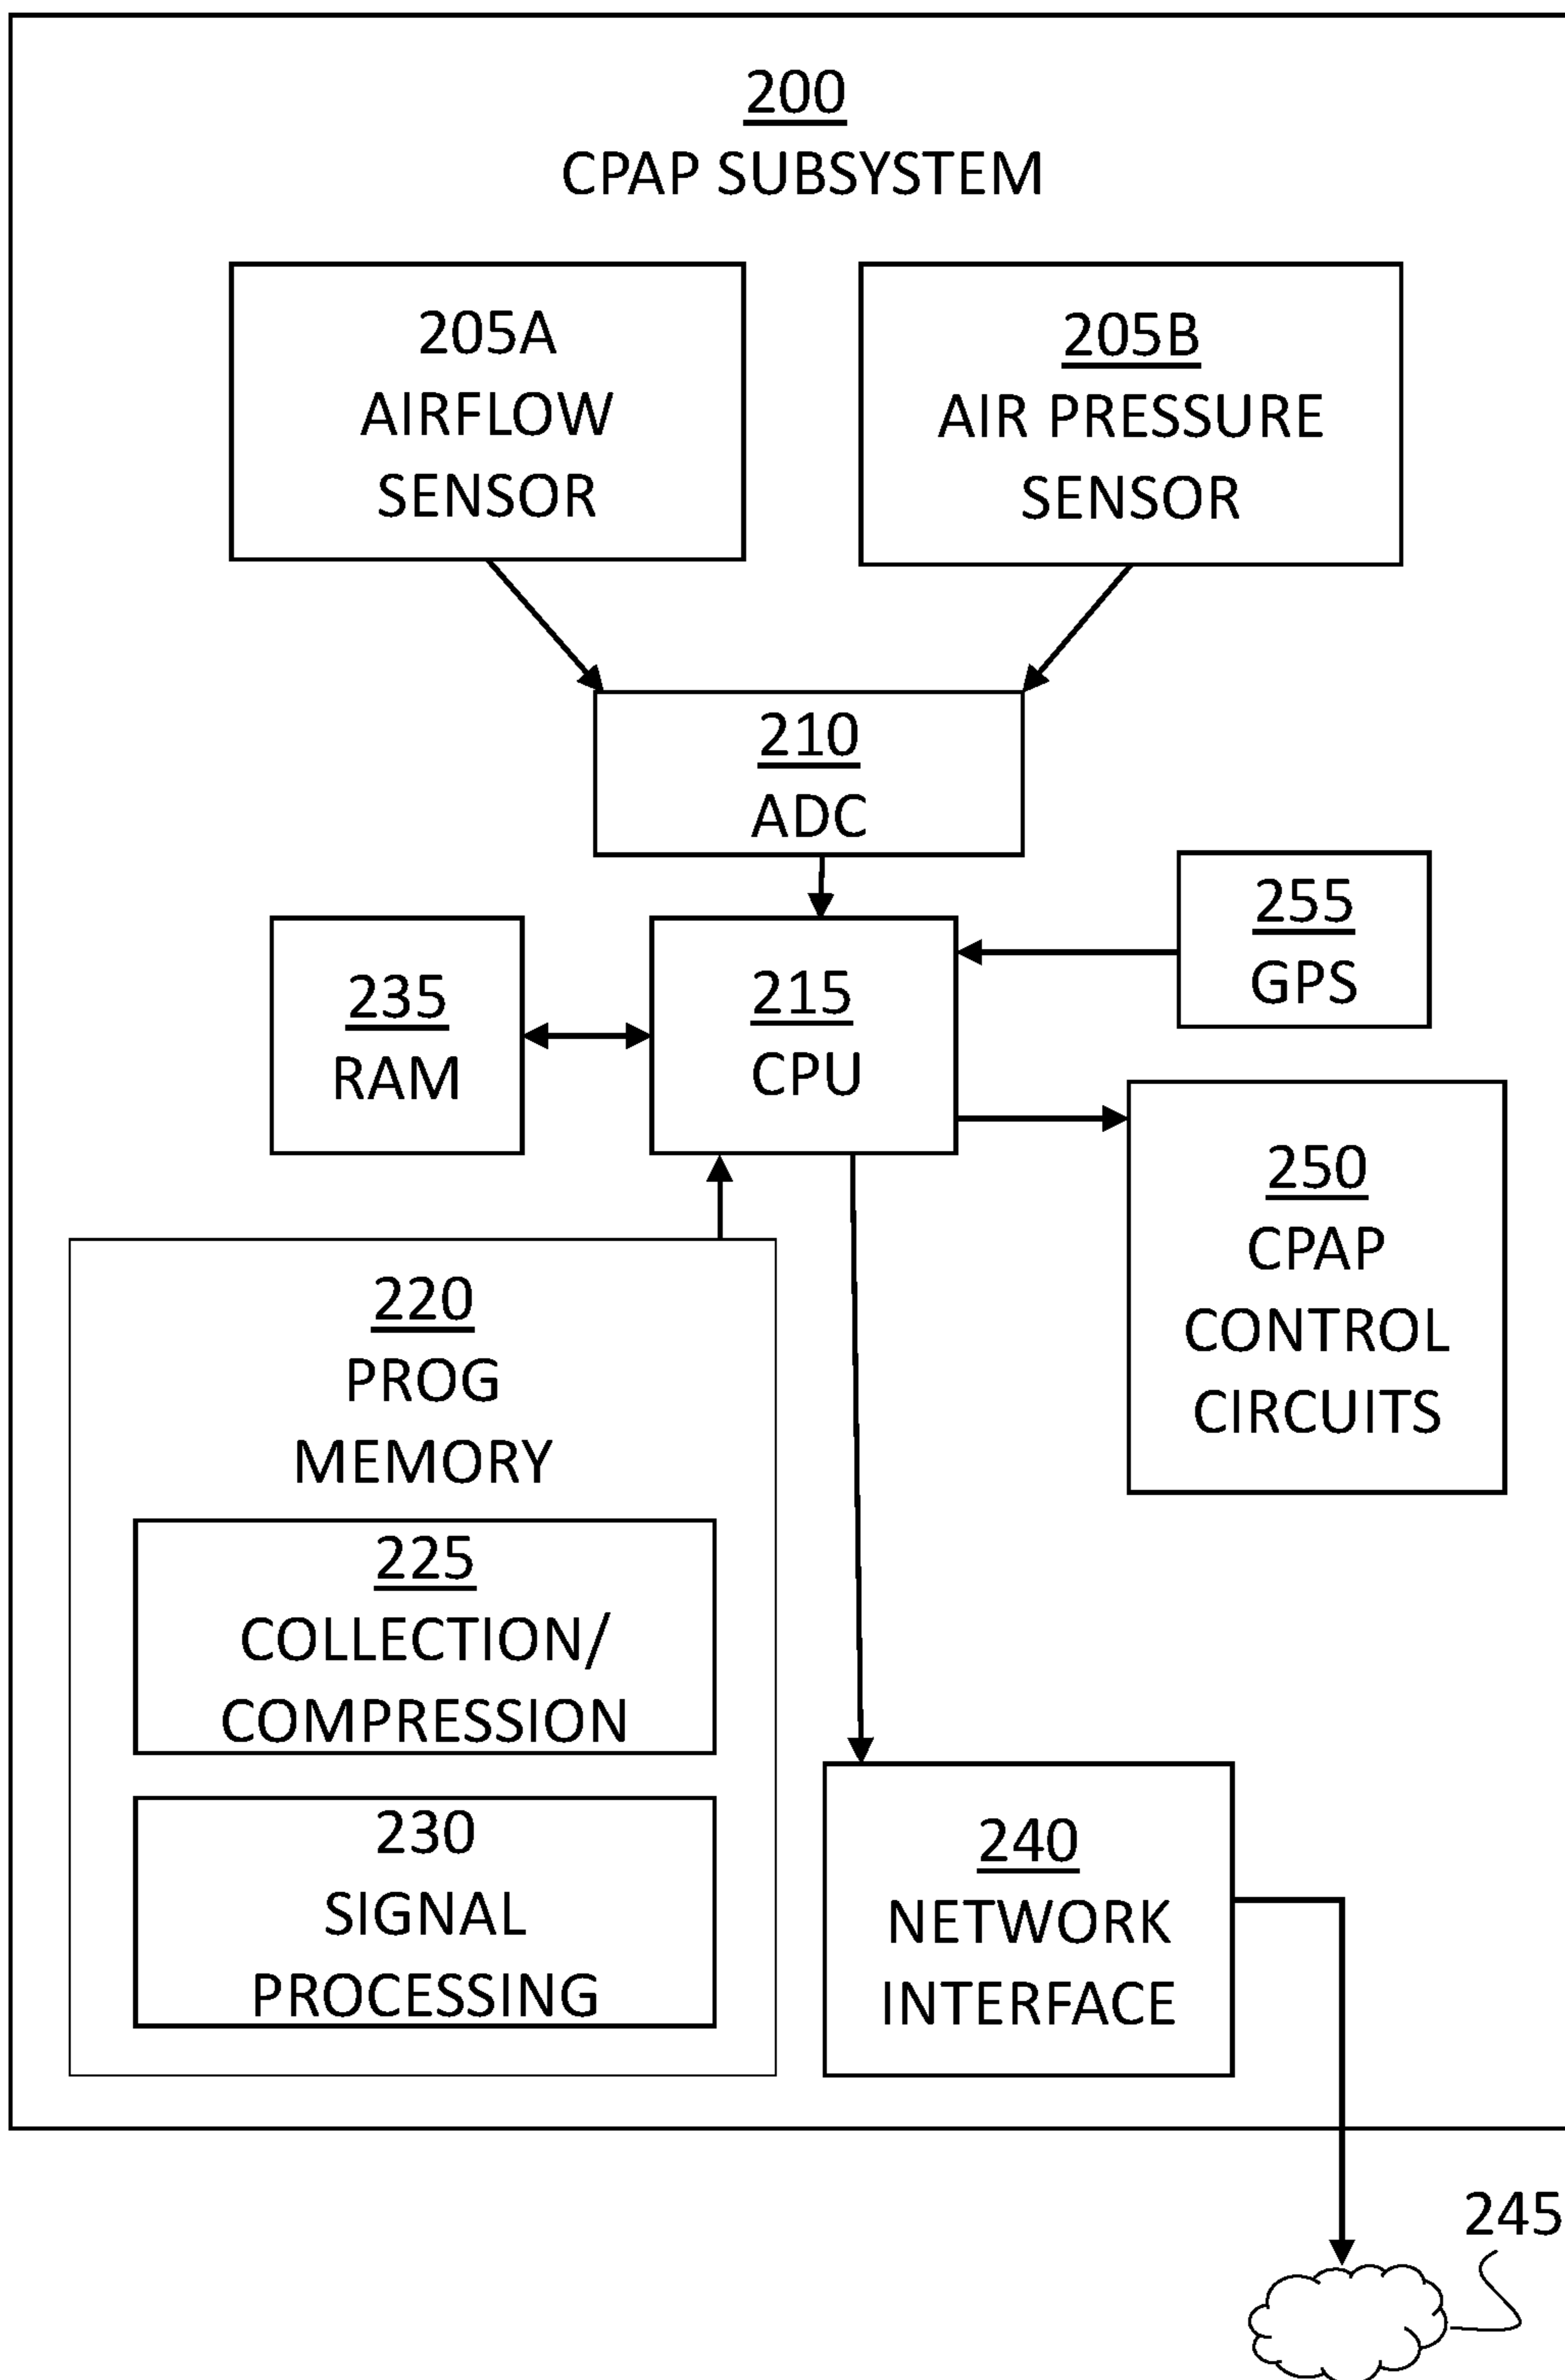 200
CPAP SUBSYSTEM
205A
AIRFLOW
SENSOR
205B
AIR PRESSURE
SENSOR
210
ADC
255
GPS
235
RAM
215
CPU
250
CPAP
CONTROL
CIRCUITS
220
PROG
MEMORY
225
COLLECTION/
COMPRESSION
230
SIGNAL
PROCESSING
240
NETWORK
INTERFACE
245